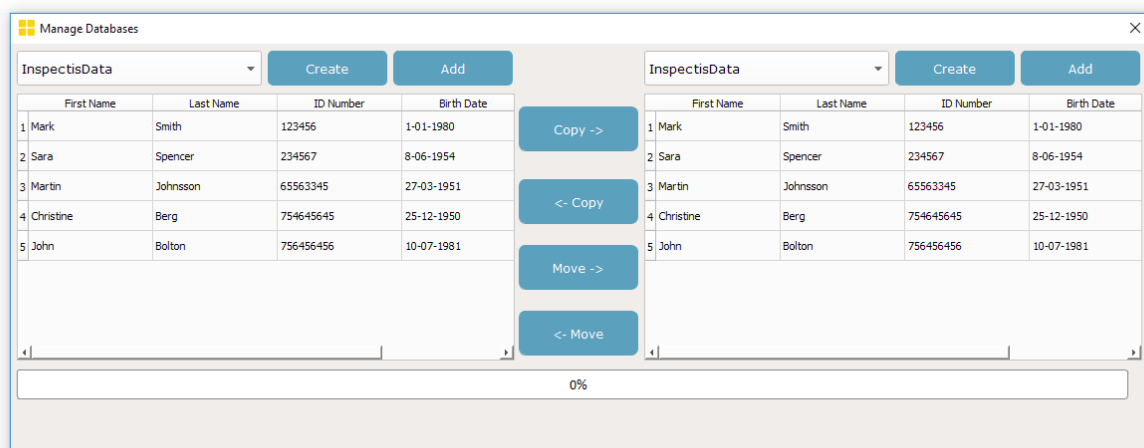 Manage Databases
InspectisData Create Add InspectisData Create Add
First Name Last Name ID Number Birth Date First Name Last Name ID Number Birth Date
1 Mark Smith 123456 1-01-1980 Copy -> 1 Mark Smith 123456 1-01-1980
2 Sara Spencer 234567 8-06-1954 2 Sara Spencer 234567 8-06-1954
3 Martin Johnsson 65563345 27-03-1951 3 Martin Johnsson 65563345 27-03-1951
<- Copy
4 Christine Berg 754645645 25-12-1950 4 Christine Berg 754645645 25-12-1950
5 John Bolton 756456456 10-07-1981 5 John Bolton 756456456 10-07-1981
Move ->
<- Move
0%